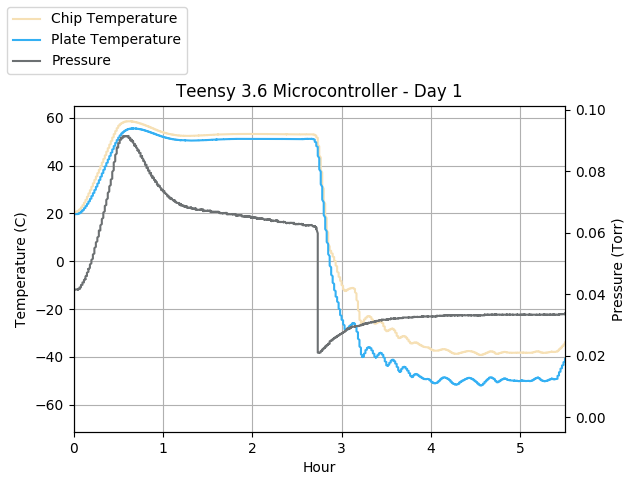 Chip Temperature
Plate Temperature
Pressure
Teensy 3.6 Microcontroller - Day 1
60
40
20
0
−20
−40
−60
Temperature (C)
0.10
0.08
0.06
0.04
0.02
0.00
Pressure (Torr)
0 1 2 3 4 5
Hour